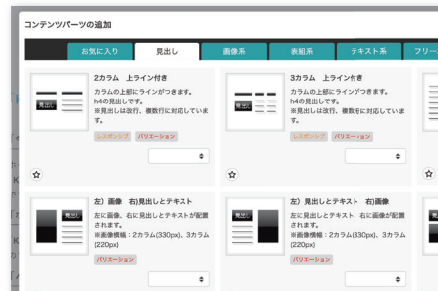 コンテンツパーツの追加
お気に入り 見出し 画像系 表組系 テキスト系 フリー
2カラム 上ライン付き
カラムの上部にラインがつきます。
h4の見出しです。
※見出しは改行、複数行に対応していま
す。
レスポンシブ バリエーション
見出し
3カラム 上ライン付き
カラムの上部にラインがつきます。
h4の見出しです。
※見出しは改行、複数行に対応していま
す。
レスポンシブ バリエーション
見出し
左）画像 右)見出しとテキスト
左に画像、右に見出しとテキストが配置
されます。
※画像横幅：2カラム(330px)、3カラム
(220px)
バリエーション
見出し
左）見出しとテキスト 右)画像
左に見出しとテキスト 右に画像が配置
されます。
※画像横幅：2カラム(330px)、3カラム
(220px)
バリエーション
見出し